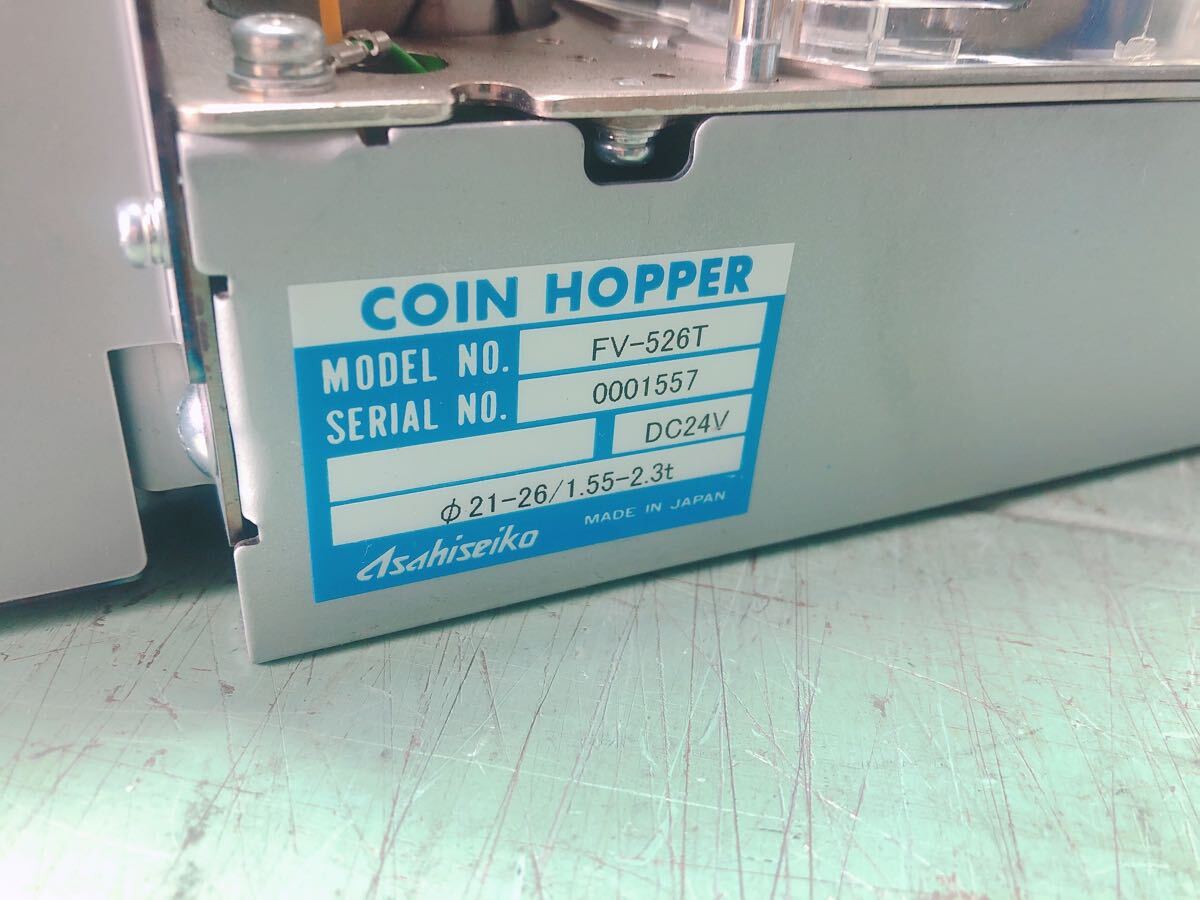 COIN HOPPER
MODEL NO. FV-526T
SERIAL NO. 0001557
DC24V
φ21-26/1.55-2.3t
Asahiseiko MADE IN JAPAN